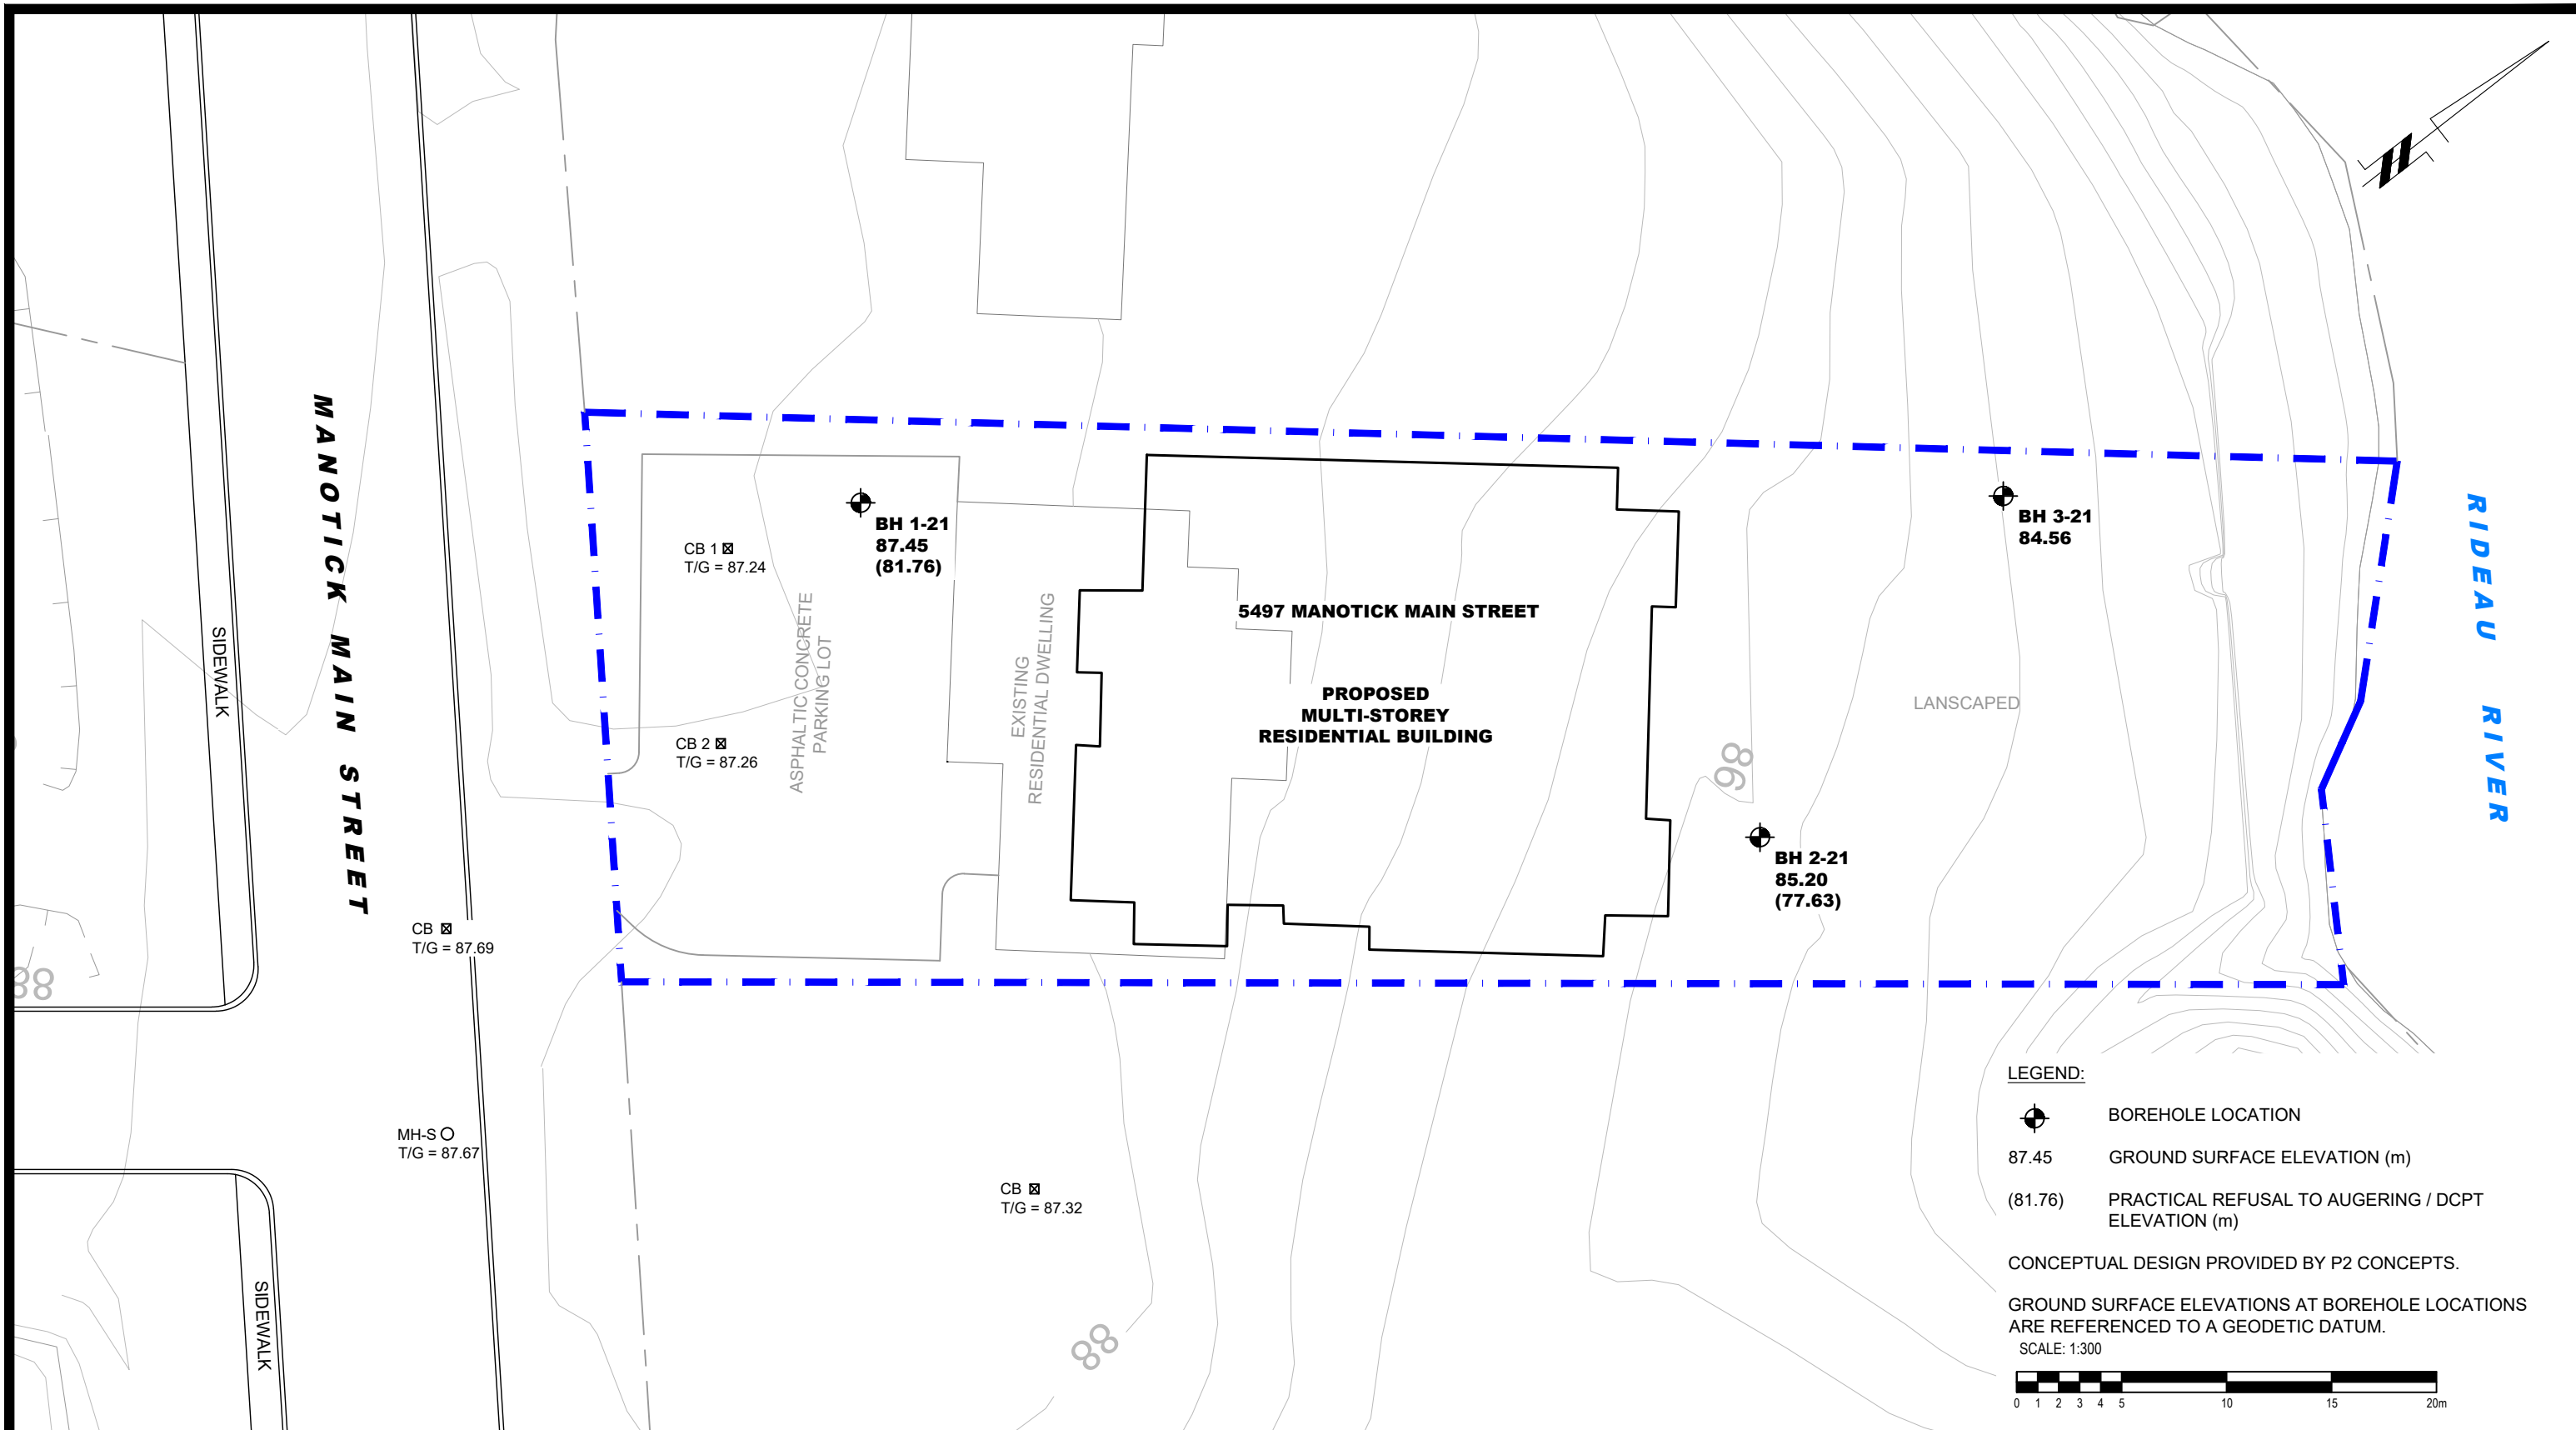 MANOTICK MAIN STREET
SIDEWALK
SIDEWALK
CB 1
T/G = 87.24
CB 2
T/G = 87.26
CB
T/G = 87.69
MH-S
T/G = 87.67
CB
T/G = 87.32
ASPHALTIC CONCRETE
PARKING LOT
EXISTING
RESIDENTIAL DWELLING
BH 1-21
87.45
(81.76)
5497 MANOTICK MAIN STREET
PROPOSED
MULTI-STOREY
RESIDENTIAL BUILDING
BH 3-21
84.56
BH 2-21
85.20
(77.63)
LANSCAPED
86
88
88
RIDEAU RIVER
LEGEND:
BOREHOLE LOCATION
87.45 GROUND SURFACE ELEVATION (m)
(81.76) PRACTICAL REFUSAL TO AUGERING / DCPT
ELEVATION (m)
CONCEPTUAL DESIGN PROVIDED BY P2 CONCEPTS.
GROUND SURFACE ELEVATIONS AT BOREHOLE LOCATIONS
ARE REFERENCED TO A GEODETIC DATUM.
SCALE: 1:300
0 1 2 3 4 5 10 15 20m